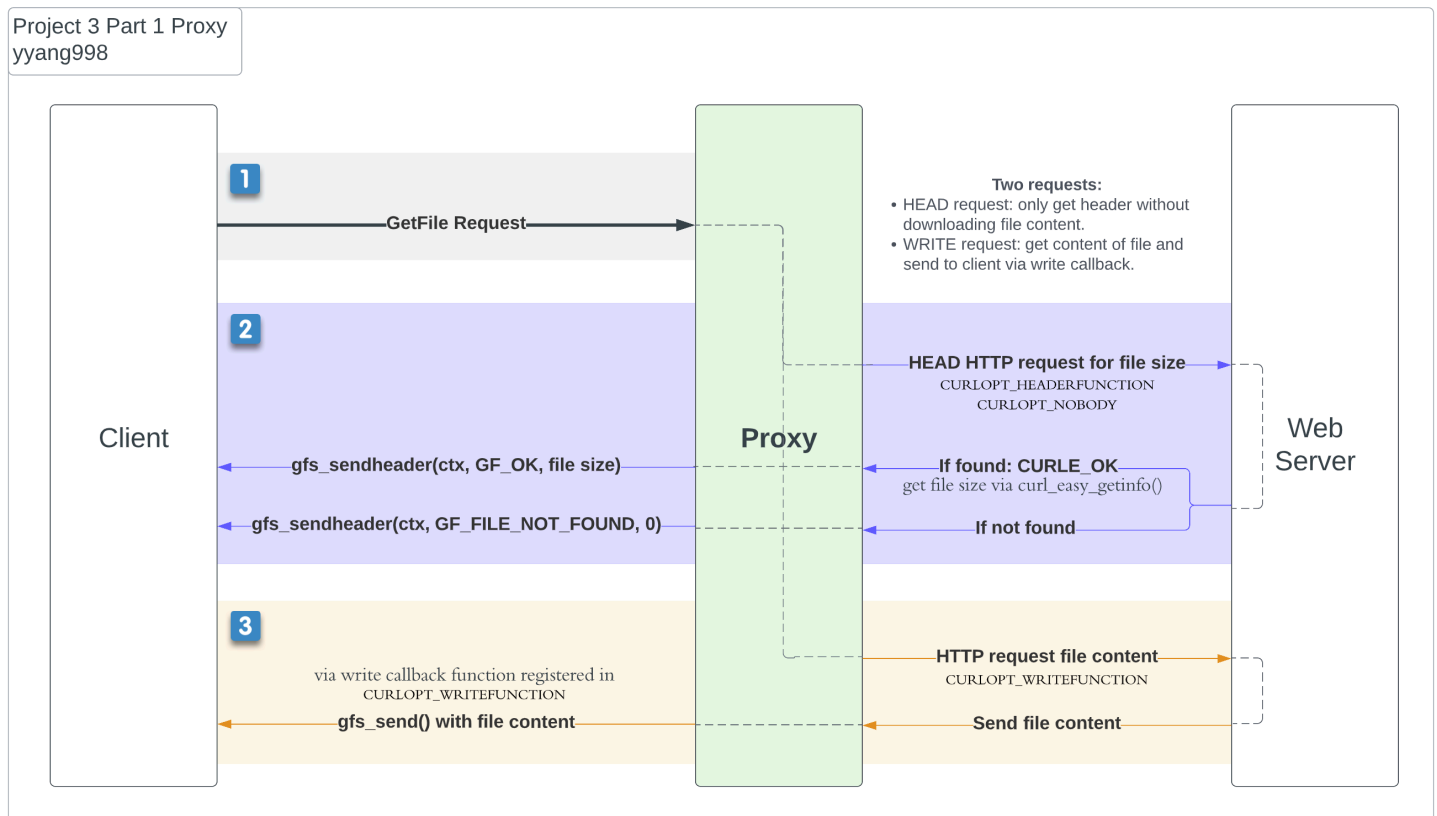 Project 3 Part 1 Proxy
yyang998
1
GetFile Request
Two requests:
• HEAD request: only get header without
downloading file content.
• WRITE request: get content of file and
send to client via write callback.
2
HEAD HTTP request for file size
CURLOPT_HEADERFUNCTION
CURLOPT_NOBODY
Client
Proxy
Web
Server
gfs_sendheader(ctx, GF_OK, file size)
If found: CURLE_OK
get file size via curl_easy_getinfo()
gfs_sendheader(ctx, GF_FILE_NOT_FOUND, 0)
If not found
3
HTTP request file content
CURLOPT_WRITEFUNCTION
via write callback function registered in
CURLOPT_WRITEFUNCTION
gfs_send() with file content
Send file content